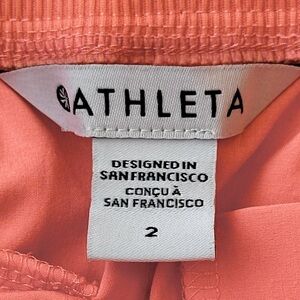 ATHLETA
DESIGNED IN
SAN FRANCISCO
CONÇU À
SAN FRANCISCO
2